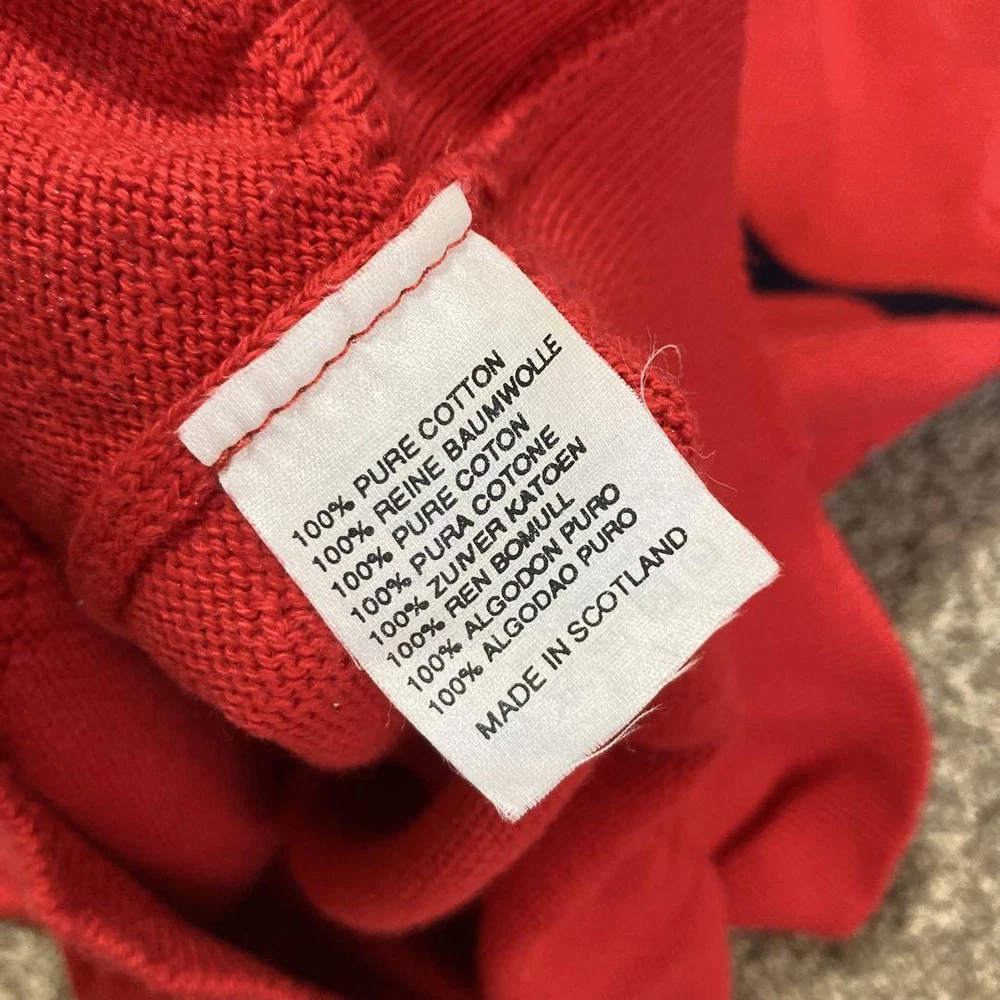 100% PURE COTTON
100% REINE BAUMWOLLE
100% PURE COTON
100% PURA COTONE
100% ZUIVER KATOEN
100% REN BOMULL
100% ALGODON PURO
100% ALGODAO PURO
MADE IN SCOTLAND